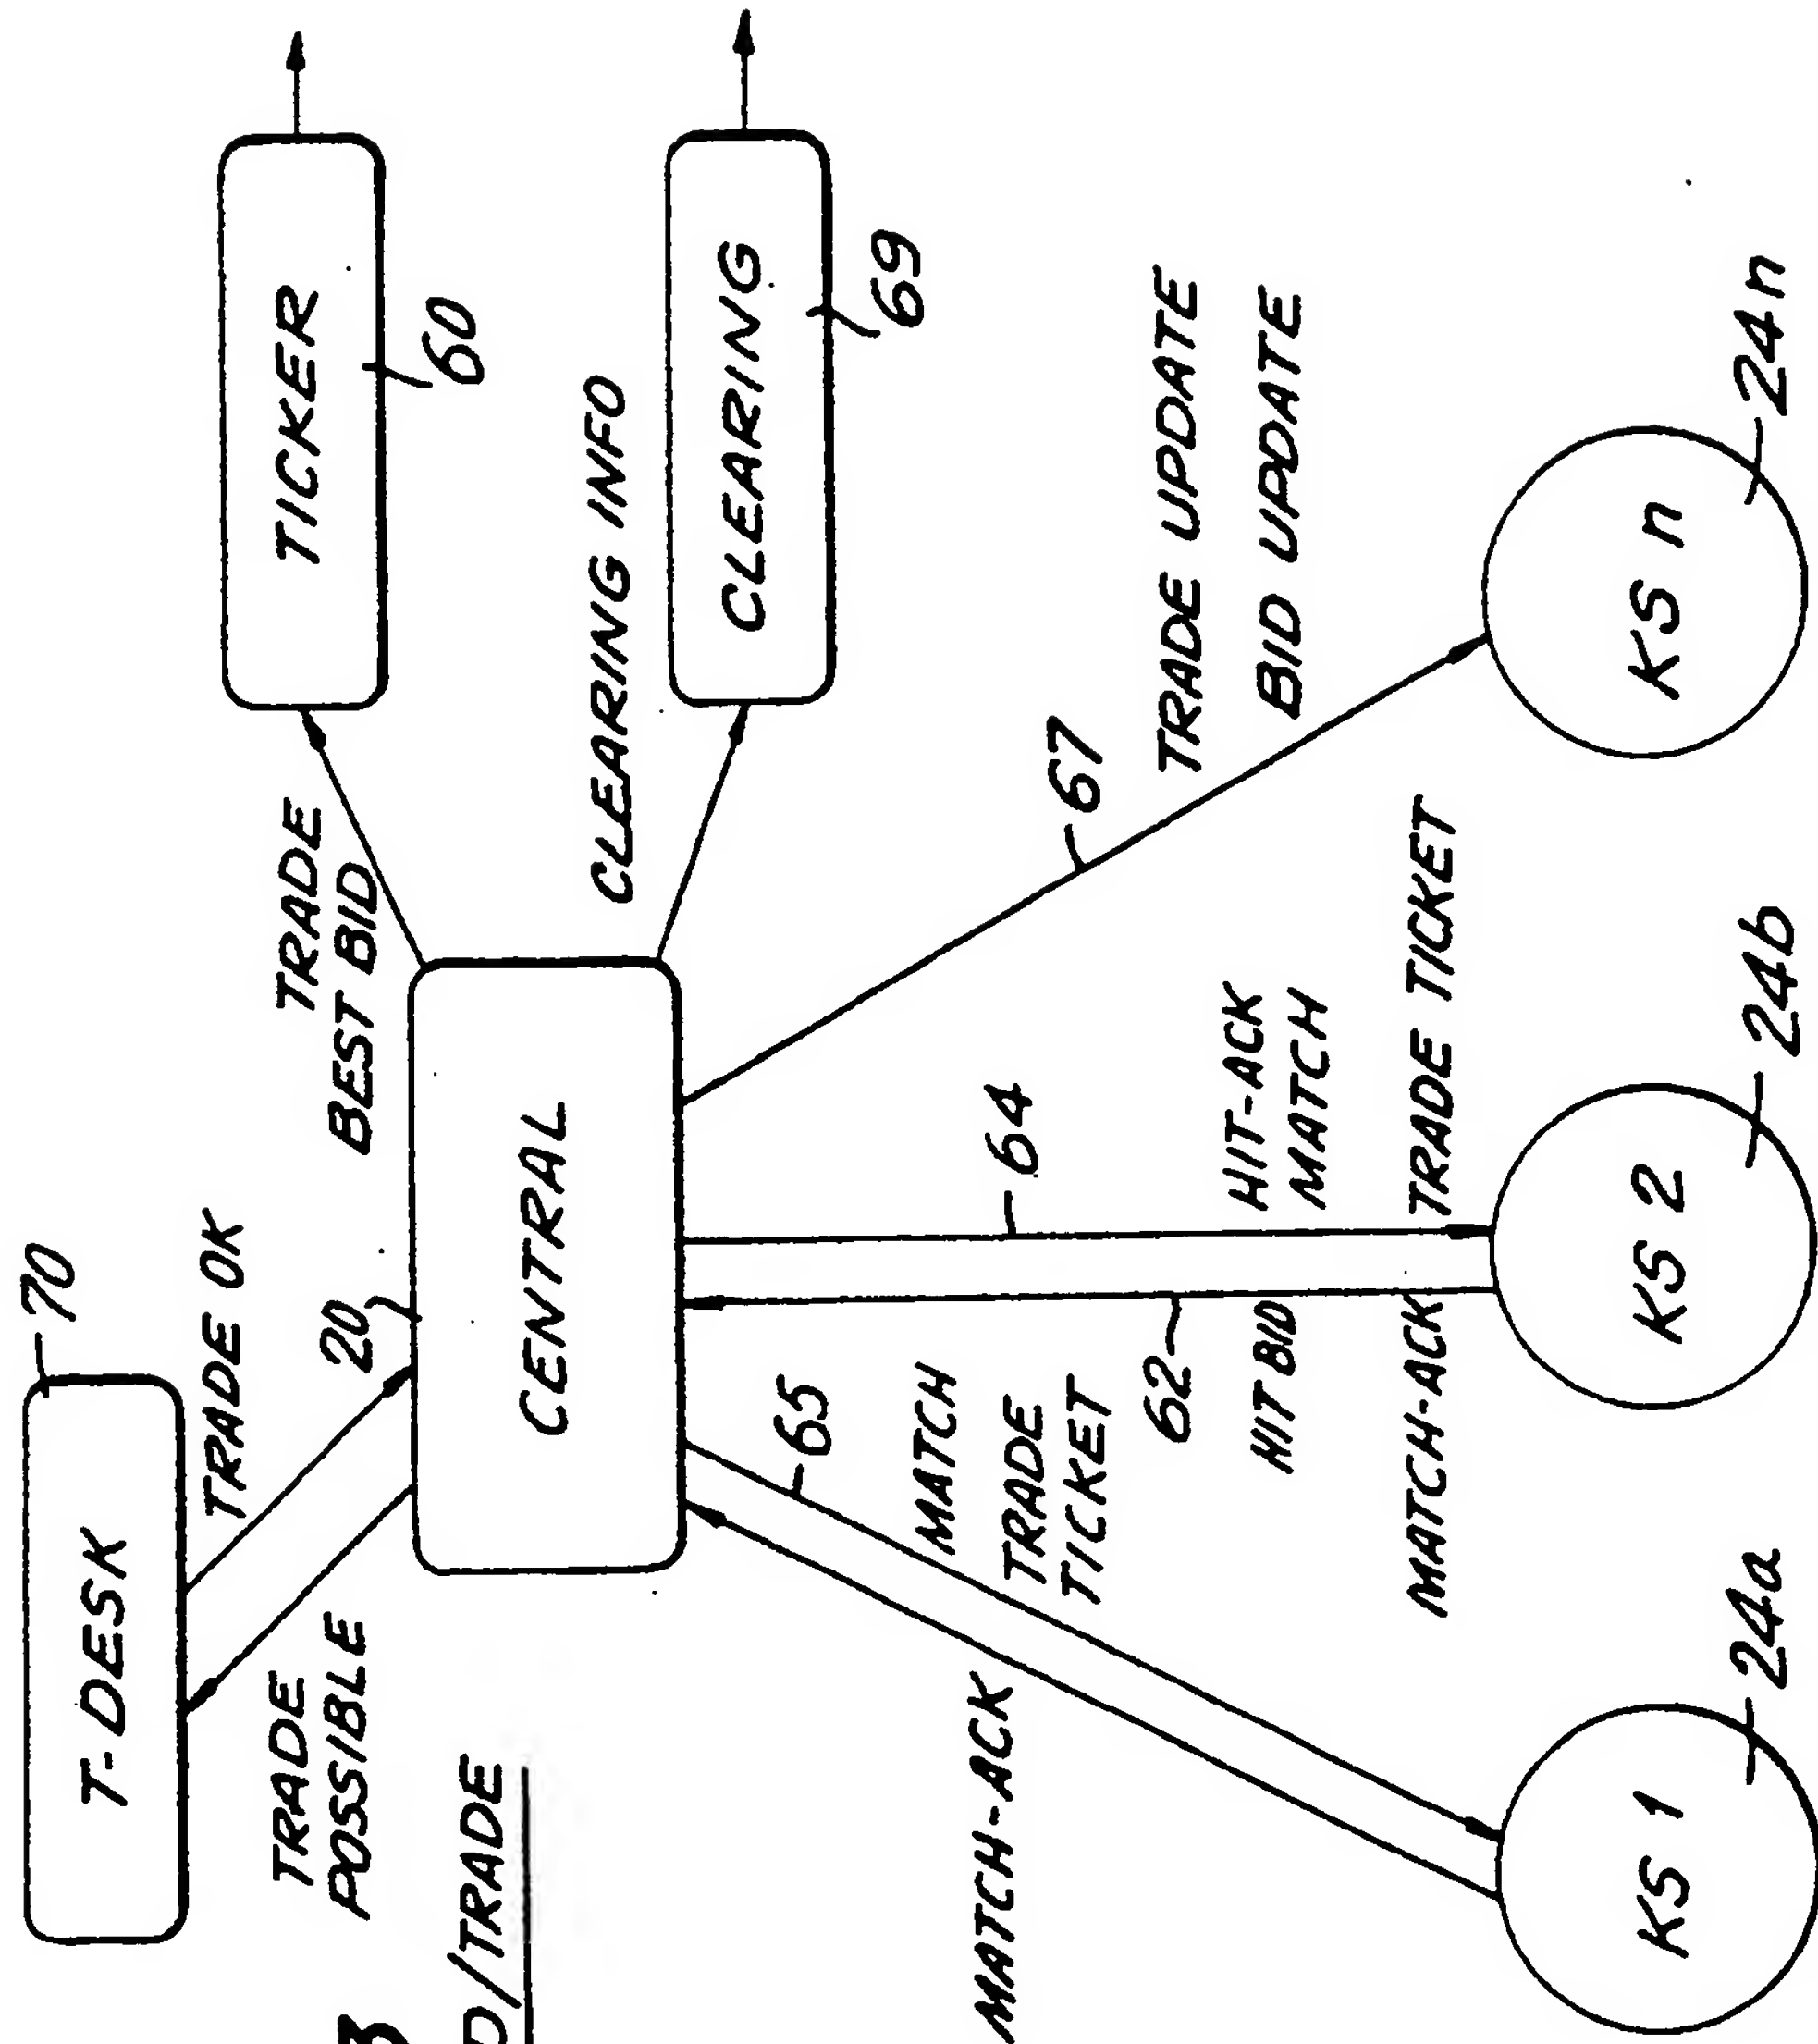 T-DESK
70
TRADE OK
TRADE
POSSIBLE
20
3
/TRADE
CENTRAL
TRADE
BEST BID
TICKER
60
CLEARING INFO
CLEARING
69
65
MATCH
TRADE
TICKET
MATCH-ACK
62
HIT BID
MATCH-ACK
64
HIT-ACK
MATCH
TRADE TICKET
67
TRADE UPDATE
BID UPDATE
KS 1
24a
KS 2
24b
KS n
24n